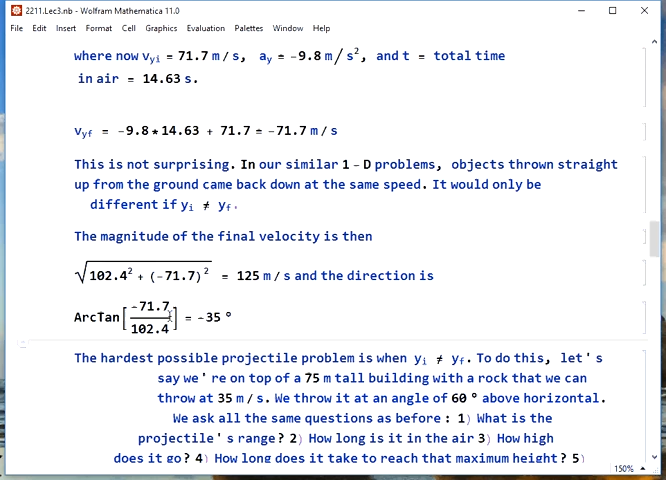 2211.Lec3.nb - Wolfram Mathematica 11.0
File Edit Insert Format Cell Graphics Evaluation Palettes Window Help
where now v_yi = 71.7 m/s, a_y = -9.8 m/s², and t = total time
in air = 14.63 s.
v_yf = -9.8*14.63 + 71.7 = -71.7 m/s
This is not surprising. In our similar 1-D problems, objects thrown straight
up from the ground came back down at the same speed. It would only be
different if y_i ≠ y_f.
The magnitude of the final velocity is then
√102.4² + (-71.7)² = 125 m/s and the direction is
ArcTan[-71.7/102.4] = -35 °
The hardest possible projectile problem is when y_i ≠ y_f. To do this, let's
say we're on top of a 75 m tall building with a rock that we can
throw at 35 m/s. We throw it at an angle of 60 ° above horizontal.
We ask all the same questions as before: 1) What is the
projectile's range? 2) How long is it in the air 3) How high
does it go? 4) How long does it take to reach that maximum height? 5)
150%